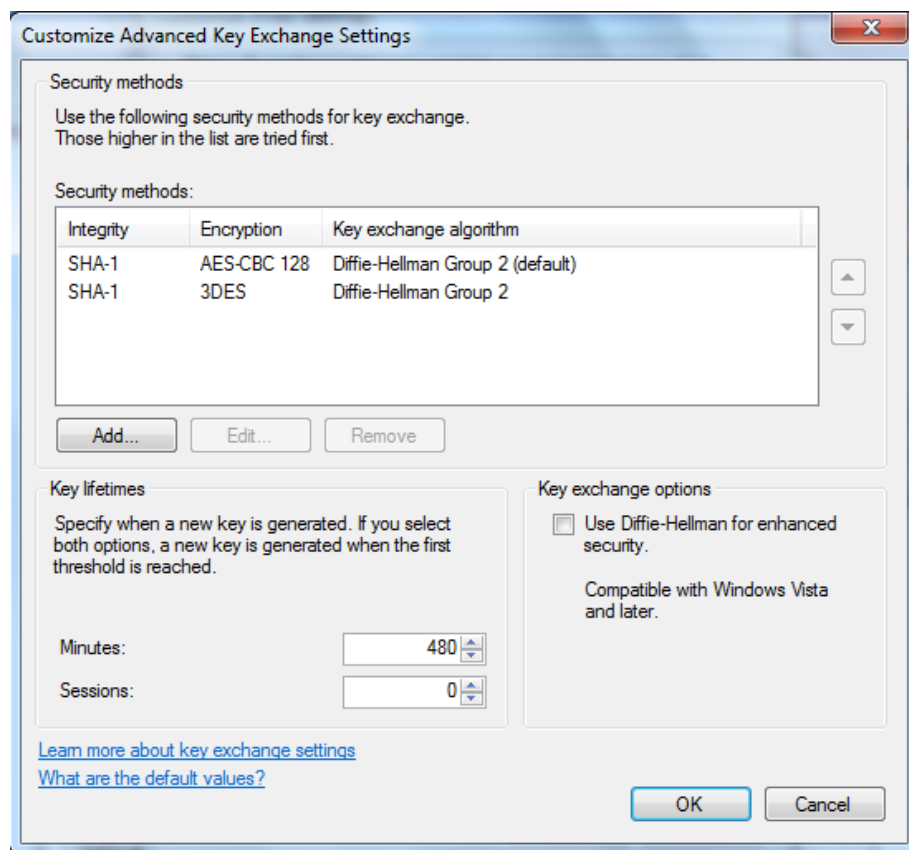 Customize Advanced Key Exchange Settings
Security methods
Use the following security methods for key exchange.
Those higher in the list are tried first.
Security methods:
Integrity Encryption Key exchange algorithm
SHA-1 AES-CBC 128 Diffie-Hellman Group 2 (default)
SHA-1 3DES Diffie-Hellman Group 2
Add... Edit... Remove
Key lifetimes
Specify when a new key is generated. If you select
both options, a new key is generated when the first
threshold is reached.
Minutes: 480
Sessions: 0
Key exchange options
Use Diffie-Hellman for enhanced
security.
Compatible with Windows Vista
and later.
Learn more about key exchange settings
What are the default values?
OK Cancel